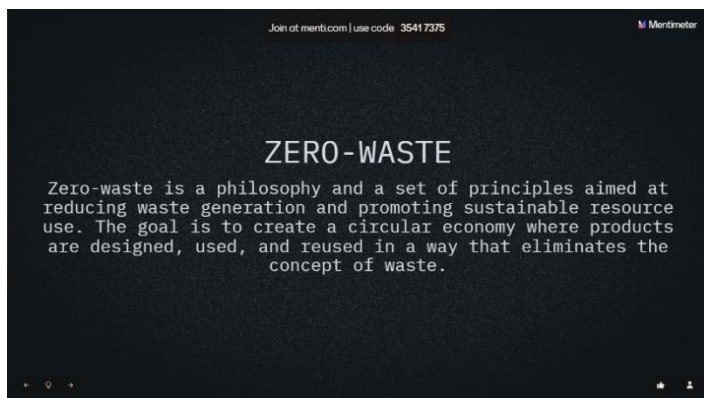 Join at menti.com | use code 3541 7375
Mentimeter
ZERO-WASTE
Zero-waste is a philosophy and a set of principles aimed at
reducing waste generation and promoting sustainable resource
use. The goal is to create a circular economy where products
are designed, used, and reused in a way that eliminates the
concept of waste.